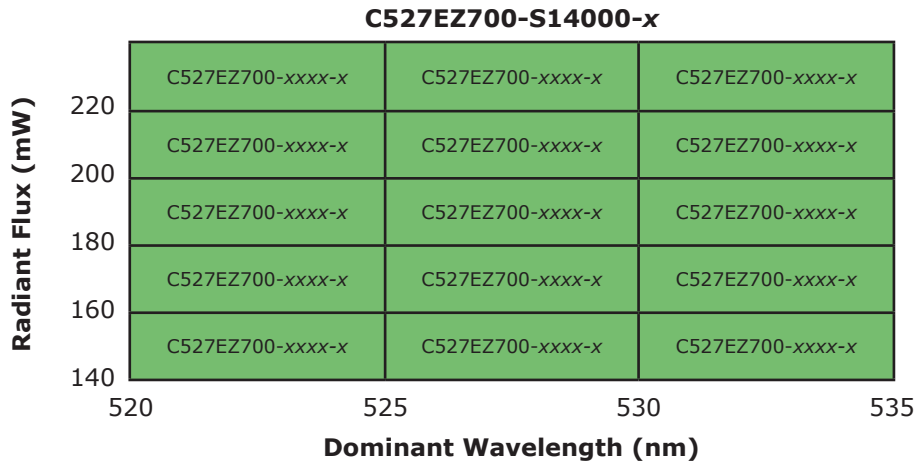 C527EZ700-S14000-x
C527EZ700-xxxx-x C527EZ700-xxxx-x C527EZ700-xxxx-x
220
C527EZ700-xxxx-x C527EZ700-xxxx-x C527EZ700-xxxx-x
200
C527EZ700-xxxx-x C527EZ700-xxxx-x C527EZ700-xxxx-x
180
C527EZ700-xxxx-x C527EZ700-xxxx-x C527EZ700-xxxx-x
160
C527EZ700-xxxx-x C527EZ700-xxxx-x C527EZ700-xxxx-x
140
Radiant Flux (mW)
520 525 530 535
Dominant Wavelength (nm)